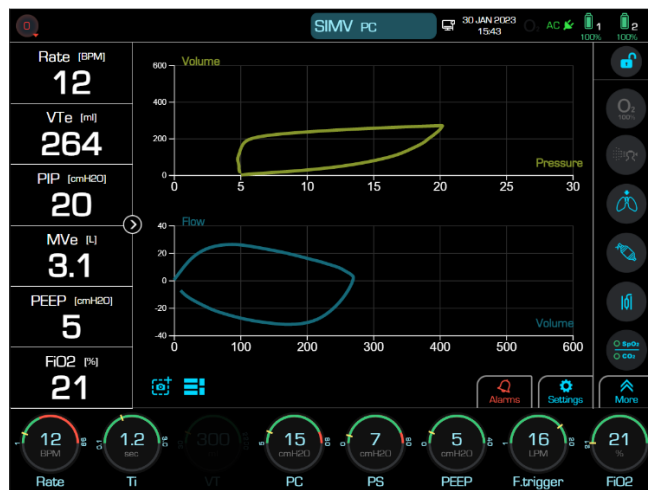 0
SIMV PC
30 JAN 2023
15:43
O₂
AC
1
100%
2
100%
Rate [BPM]
12
VTe [ml]
264
PIP [cmH2O]
20
MVe [L]
3.1
PEEP [cmH2O]
5
FiO2 [%]
21
Volume
600
400
200
0
0 5 10 15 20 25 30
Pressure
Flow
40
20
0
-20
-40
0 100 200 300 400 500 600
Volume
O₂
100%
SpO₂
CO₂
Alarms
Settings
More
12
BPM
Rate
1.2
sec
Ti
300
VT
15
cmH2O
PC
7
cmH2O
PS
5
cmH2O
PEEP
16
LPM
F.trigger
21
%
FiO2